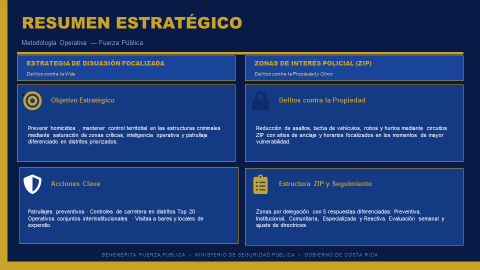 RESUMEN ESTRATÉGICO
Metodología Operativa — Fuerza Pública
ESTRATEGIA DE DISUASIÓN FOCALIZADA
Delitos contra la Vida
ZONAS DE INTERÉS POLICIAL (ZIP)
Delitos contra la Propiedad y Otros
Objetivo Estratégico
Prevenir homicidios , mantener control territorial en las estructuras criminales
mediante saturación de zonas críticas, inteligencia operativa y patrullaje
diferenciado en distritos priorizados.
Delitos contra la Propiedad
Reducción de asaltos, tacha de vehículos, robos y hurtos mediante circuitos
ZIP con sitios de anclaje y horarios focalizados en los momentos de mayor
vulnerabilidad.
Acciones Clave
Patrullajes preventivos · Controles de carretera en distritos Top 20 ·
Operativos conjuntos interinstitucionales · Visitas a bares y locales de
expendio.
Estructura ZIP y Seguimiento
Zonas por delegación con 5 respuestas diferenciadas: Preventiva,
Institucional, Comunitaria, Especializada y Reactiva. Evaluación semanal y
ajuste de directrices.
BENEMÉRITA FUERZA PÚBLICA • MINISTERIO DE SEGURIDAD PÚBLICA • GOBIERNO DE COSTA RICA